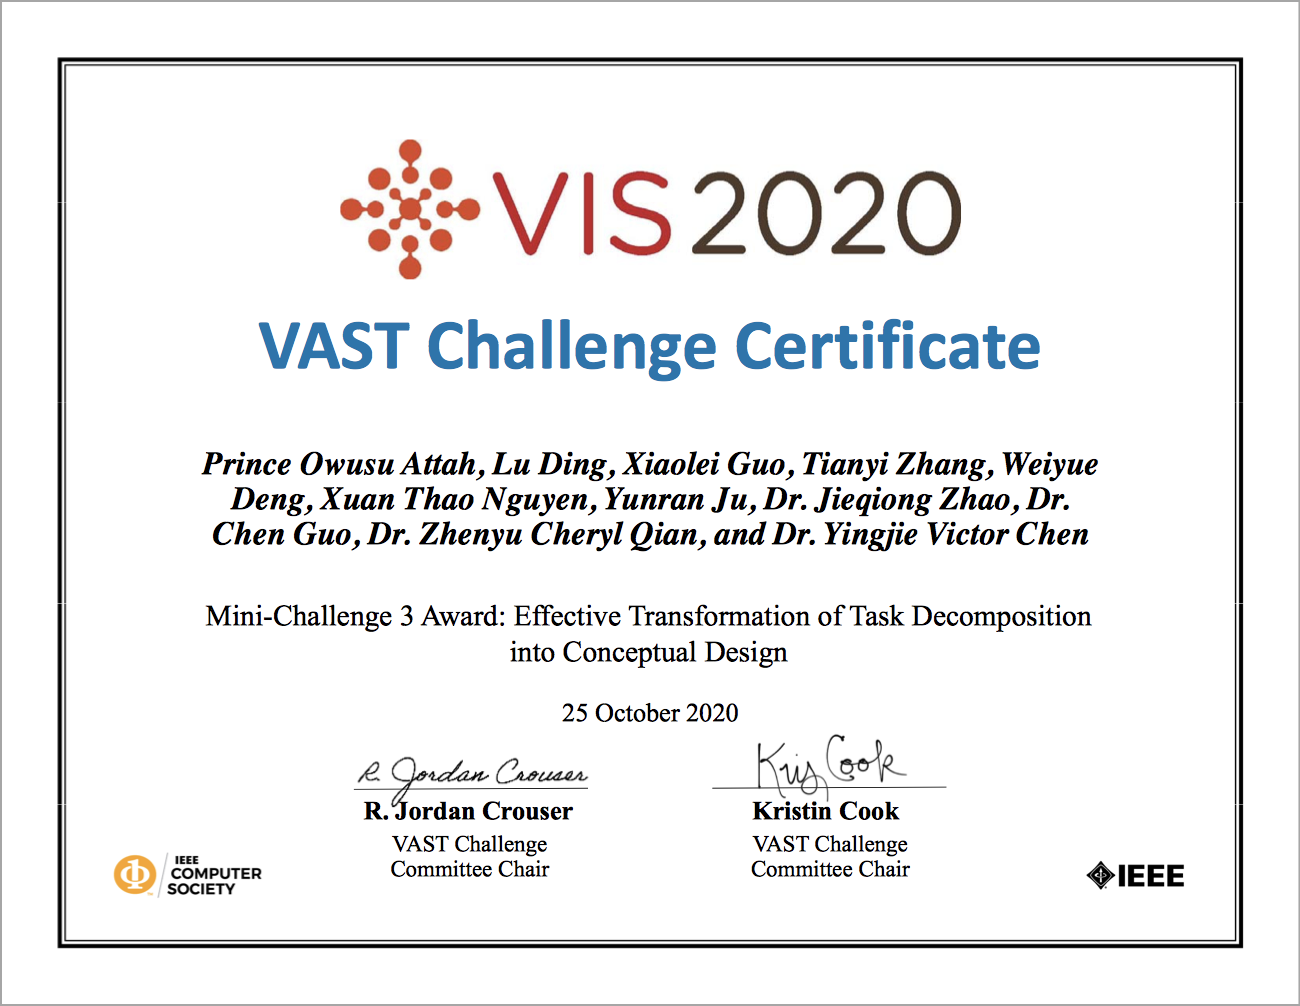 VIS2020
VAST Challenge Certificate
Prince Owusu Attah, Lu Ding, Xiaolei Guo, Tianyi Zhang, Weiyue
Deng, Xuan Thao Nguyen, Yunran Ju, Dr. Jieqiong Zhao, Dr.
Chen Guo, Dr. Zhenyu Cheryl Qian, and Dr. Yingjie Victor Chen
Mini-Challenge 3 Award: Effective Transformation of Task Decomposition
into Conceptual Design
25 October 2020
R. Jordan Crouser
R. Jordan Crouser
VAST Challenge
Committee Chair
Kris Cook
Kristin Cook
VAST Challenge
Committee Chair
IEEE
COMPUTER
SOCIETY
IEEE